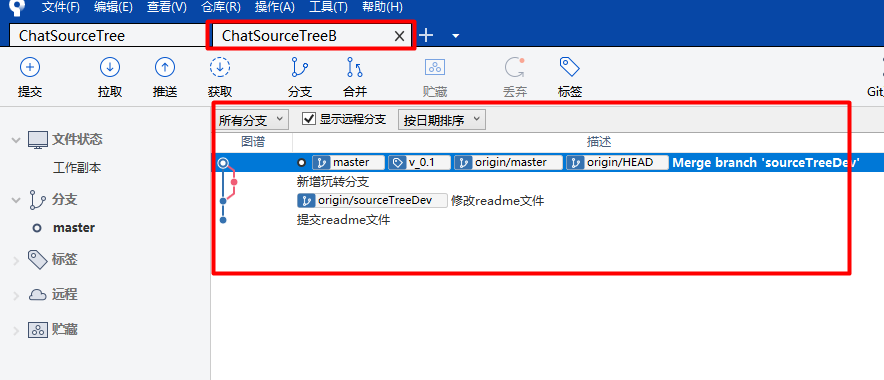 文件(F) 编辑(E) 查看(V) 仓库(R) 操作(A) 工具(T) 帮助(H)
ChatSourceTree ChatSourceTreeB
提交 拉取 推送 获取 分支 合并 贮藏 丢弃 标签 Git
所有分支 显示远程分支 按日期排序
图谱 描述
文件状态
工作副本
分支
master
标签
远程
贮藏
master v_0.1 origin/master origin/HEAD Merge branch 'sourceTreeDev'
新增玩转分支
origin/sourceTreeDev 修改readme文件
提交readme文件